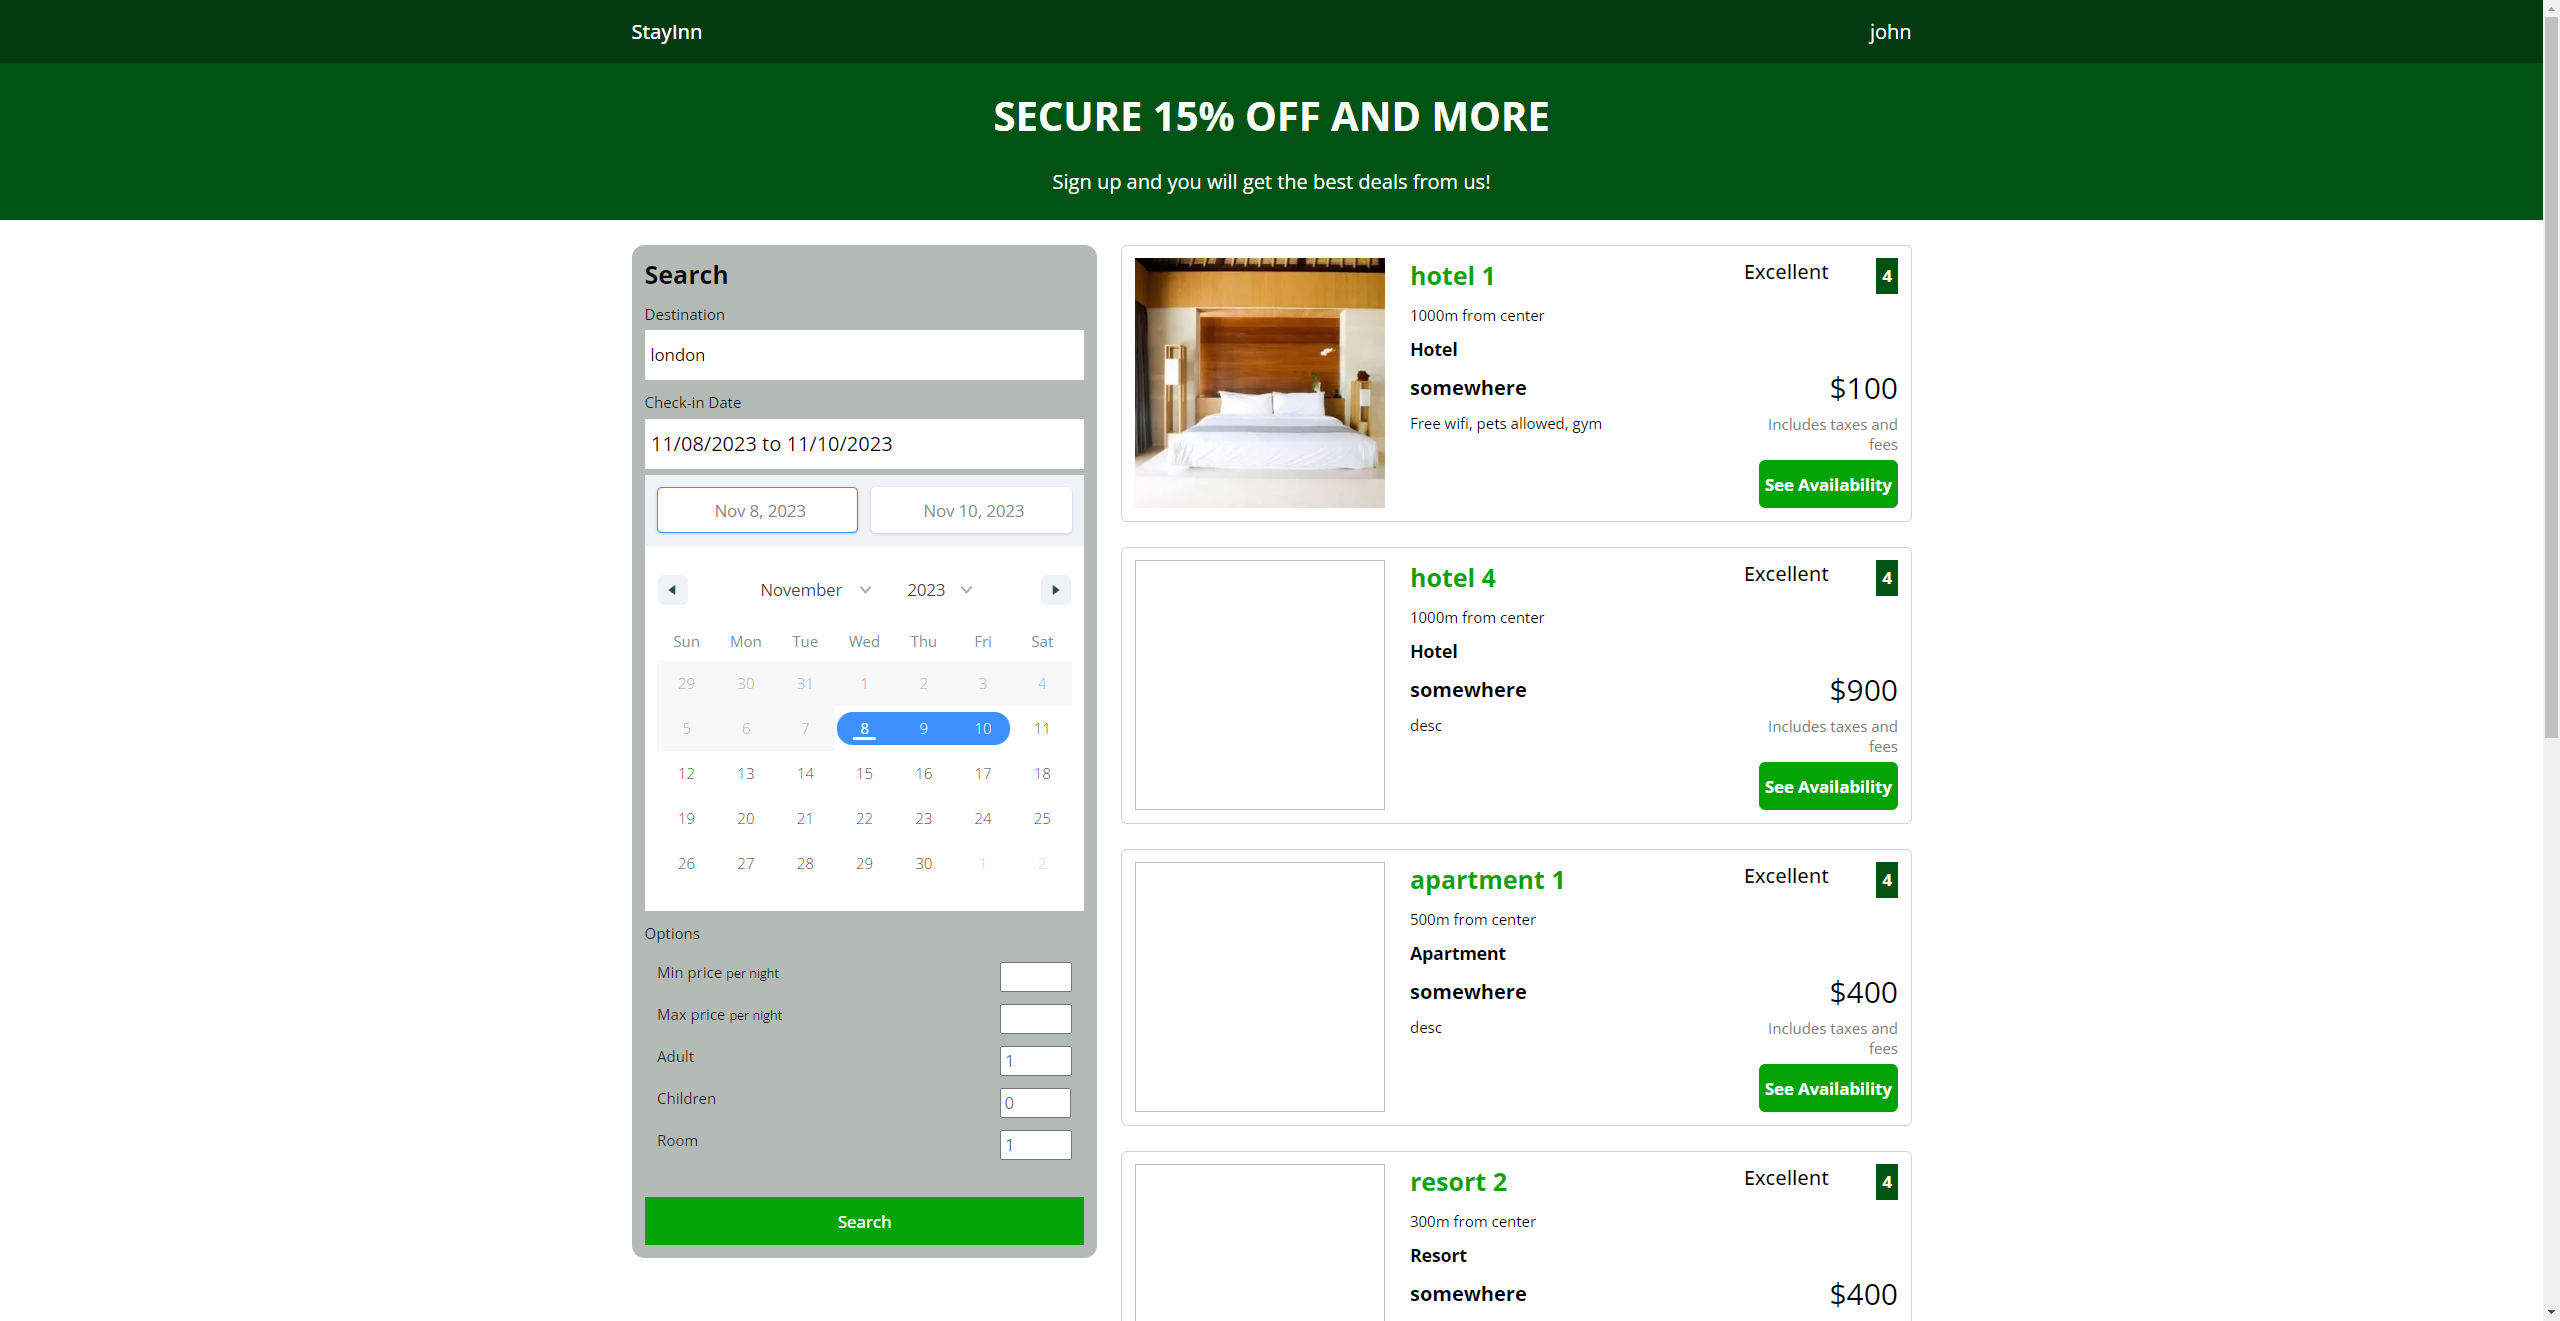 StayInn
john
SECURE 15% OFF AND MORE
Sign up and you will get the best deals from us!
Search
Destination
london
Check-in Date
11/08/2023 to 11/10/2023
Nov 8, 2023 Nov 10, 2023
November 2023
Sun Mon Tue Wed Thu Fri Sat
29 30 31 1 2 3 4
5 6 7 8 9 10 11
12 13 14 15 16 17 18
19 20 21 22 23 24 25
26 27 28 29 30 1 2
Options
Min price per night
Max price per night
Adult 1
Children 0
Room 1
Search
hotel 1
Excellent 4
1000m from center
Hotel
somewhere
$100
Free wifi, pets allowed, gym
Includes taxes and
fees
See Availability
hotel 4
Excellent 4
1000m from center
Hotel
somewhere
$900
desc
Includes taxes and
fees
See Availability
apartment 1
Excellent 4
500m from center
Apartment
somewhere
$400
desc
Includes taxes and
fees
See Availability
resort 2
Excellent 4
300m from center
Resort
somewhere
$400